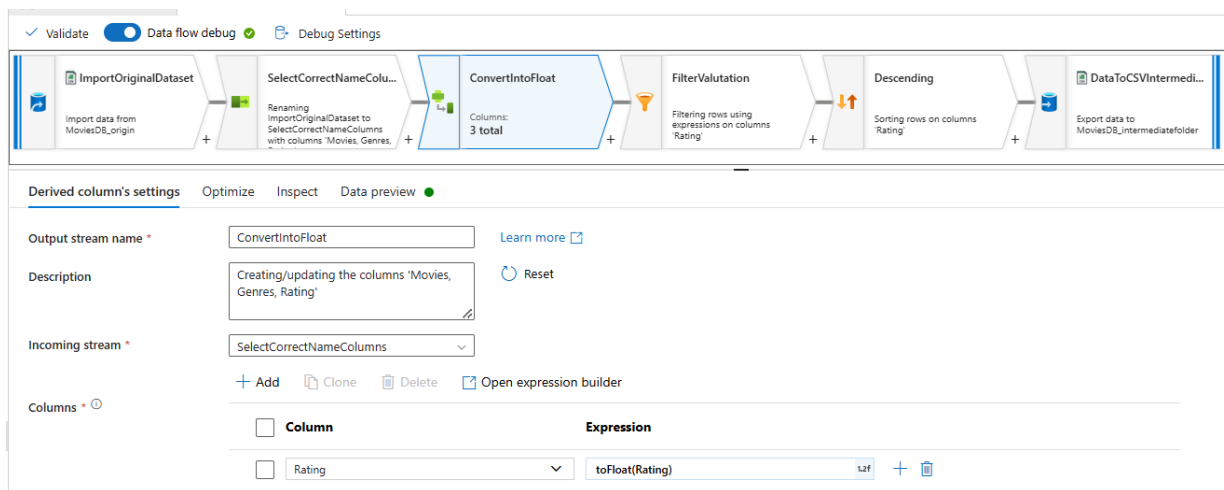 Validate Data flow debug Debug Settings
ImportOriginalDataset
Import data from
MoviesDB_origin
+
SelectCorrectNameColu...
Renaming
ImportOriginalDataset to
SelectCorrectNameColumns
with columns 'Movies, Genres,
+
ConvertIntoFloat
Columns:
3 total
+
FilterValutation
Filtering rows using
expressions on columns
'Rating'
+
Descending
Sorting rows on columns
'Rating'
+
DataToCSVIntermedi...
Export data to
MoviesDB_intermediatefolder
Derived column's settings Optimize Inspect Data preview
Output stream name * ConvertIntoFloat Learn more
Description Creating/updating the columns 'Movies,
Genres, Rating'
Reset
Incoming stream * SelectCorrectNameColumns
+ Add Clone Delete Open expression builder
Columns *
Column Expression
Rating toFloat(Rating) 1.2f +